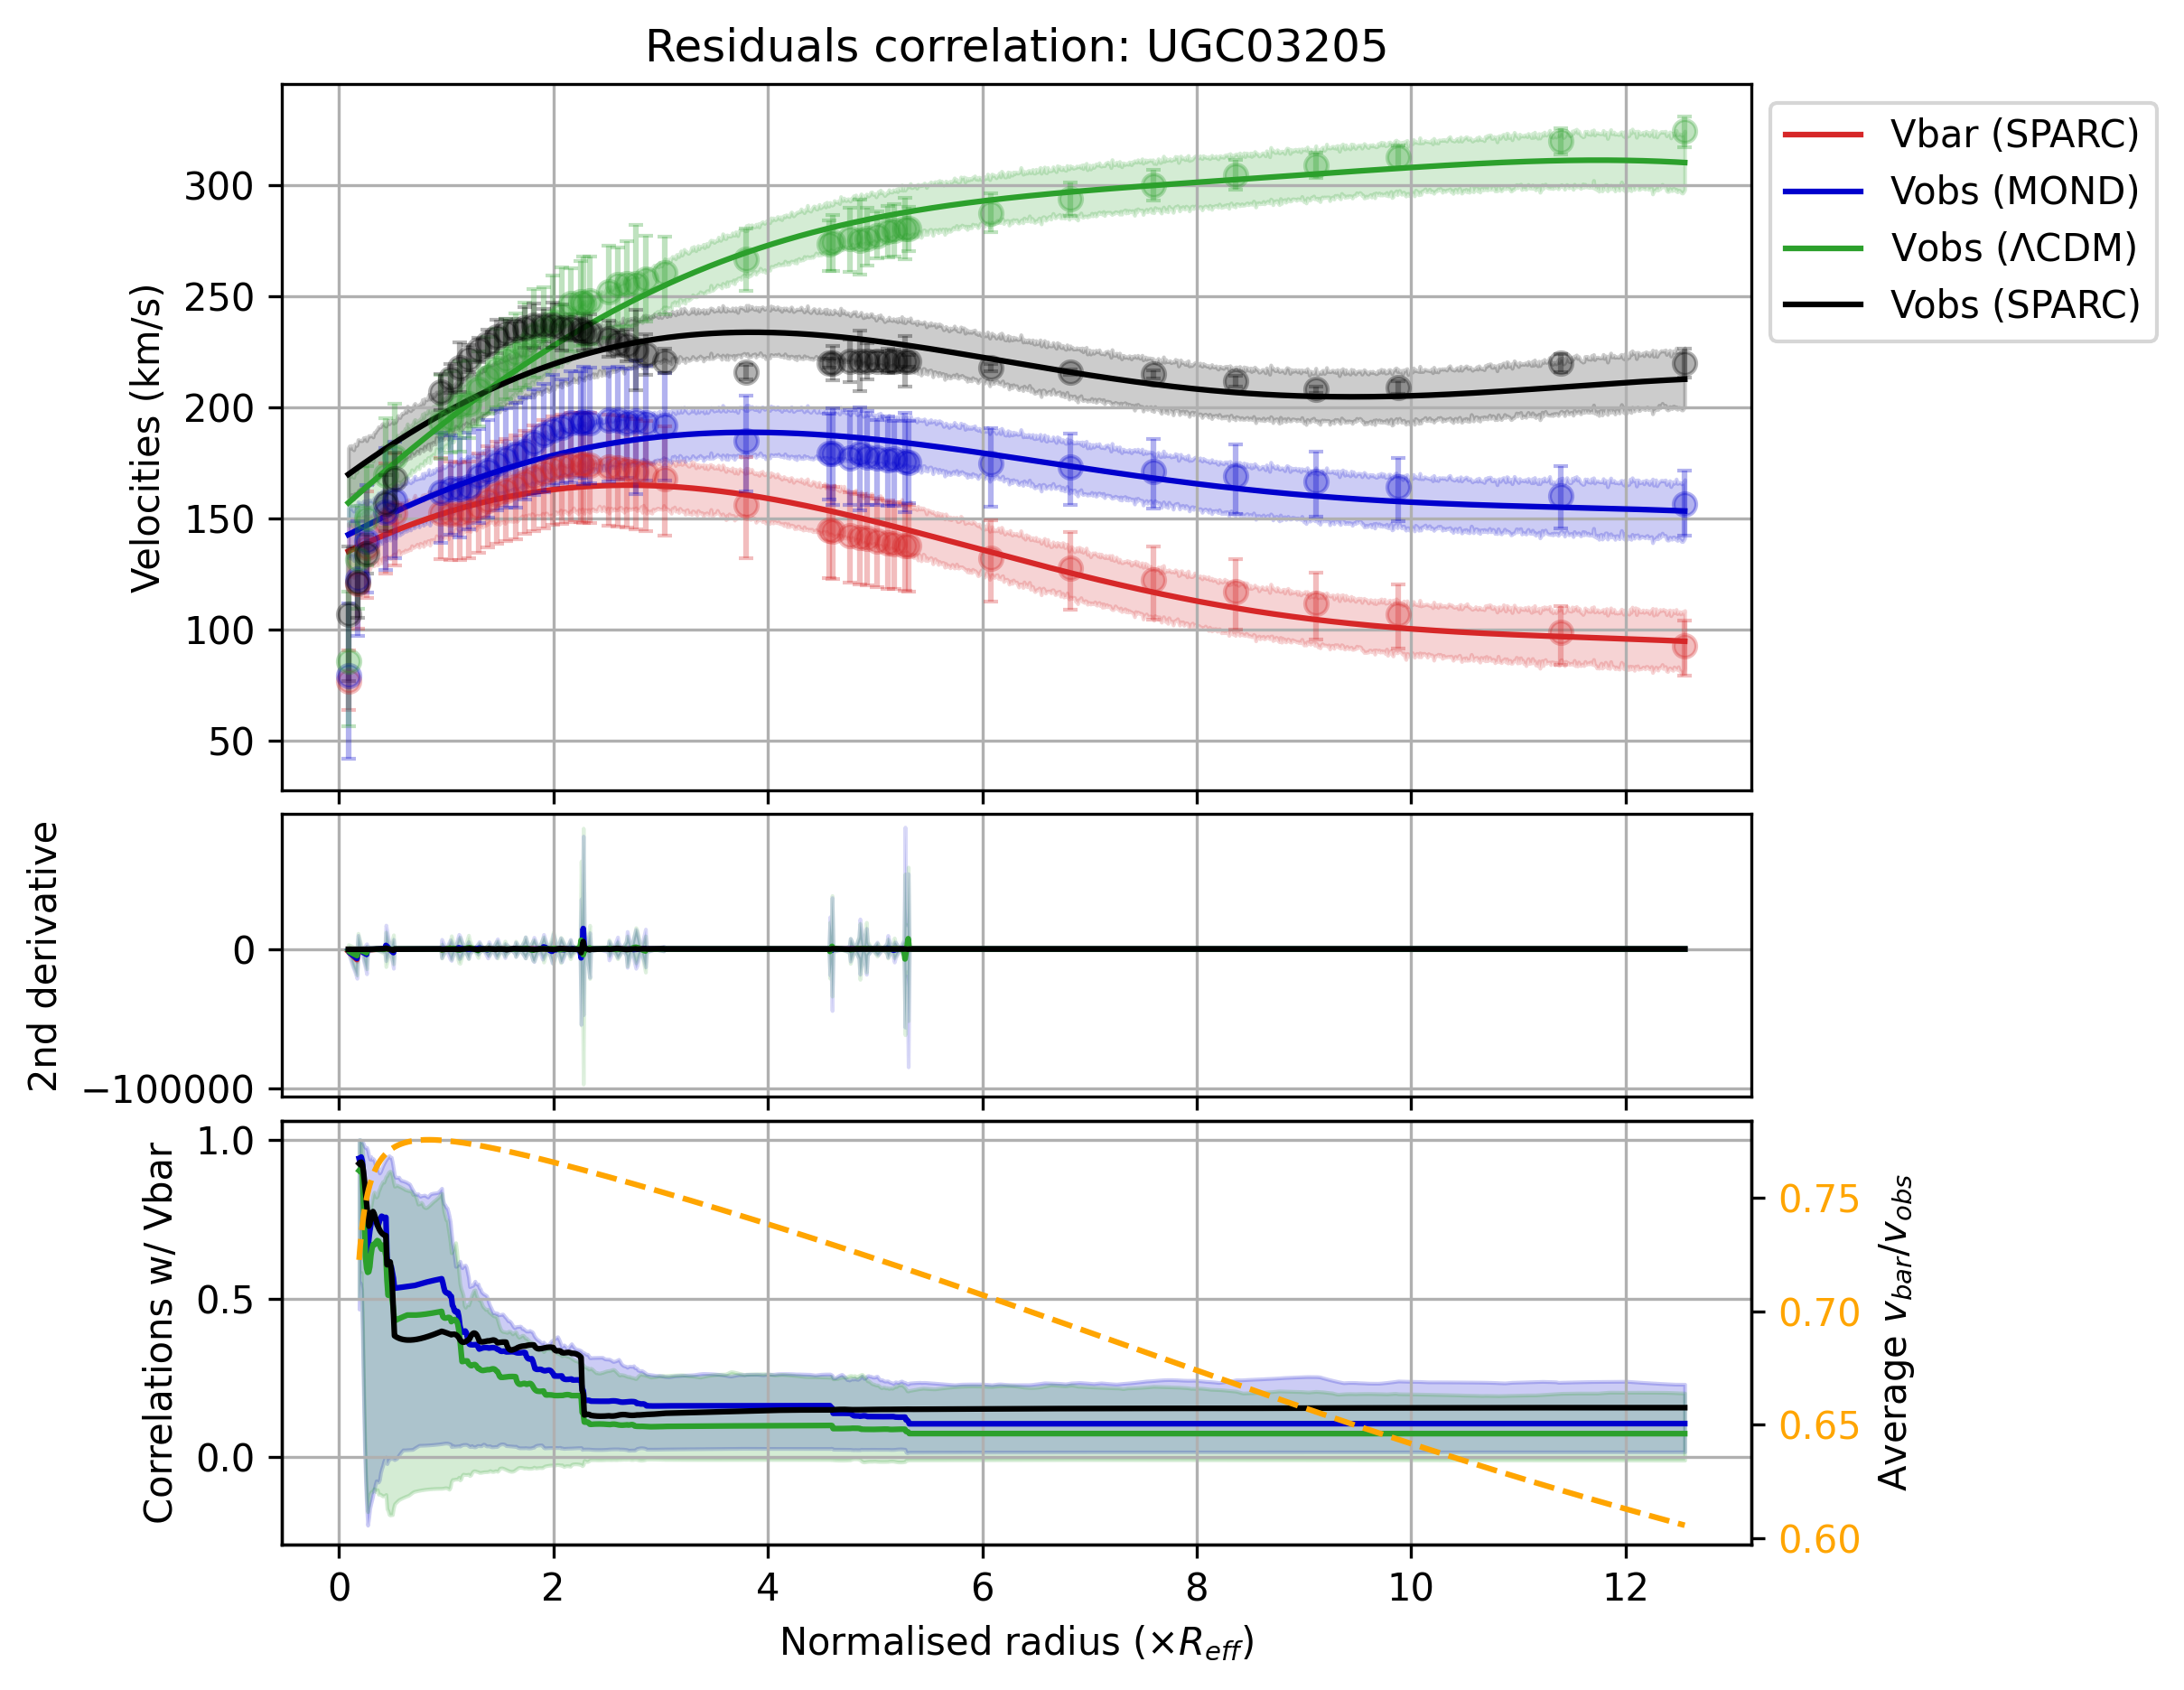 Residuals correlation: UGC03205
Velocities (km/s)
300
250
200
150
100
50
Vbar (SPARC)
Vobs (MOND)
Vobs (ΛCDM)
Vobs (SPARC)
2nd derivative
0
−100000
Correlations w/ Vbar
1.0
0.5
0.0
0.75
0.70
0.65
0.60
Average v_bar/v_obs
0 2 4 6 8 10 12
Normalised radius (×R_eff)